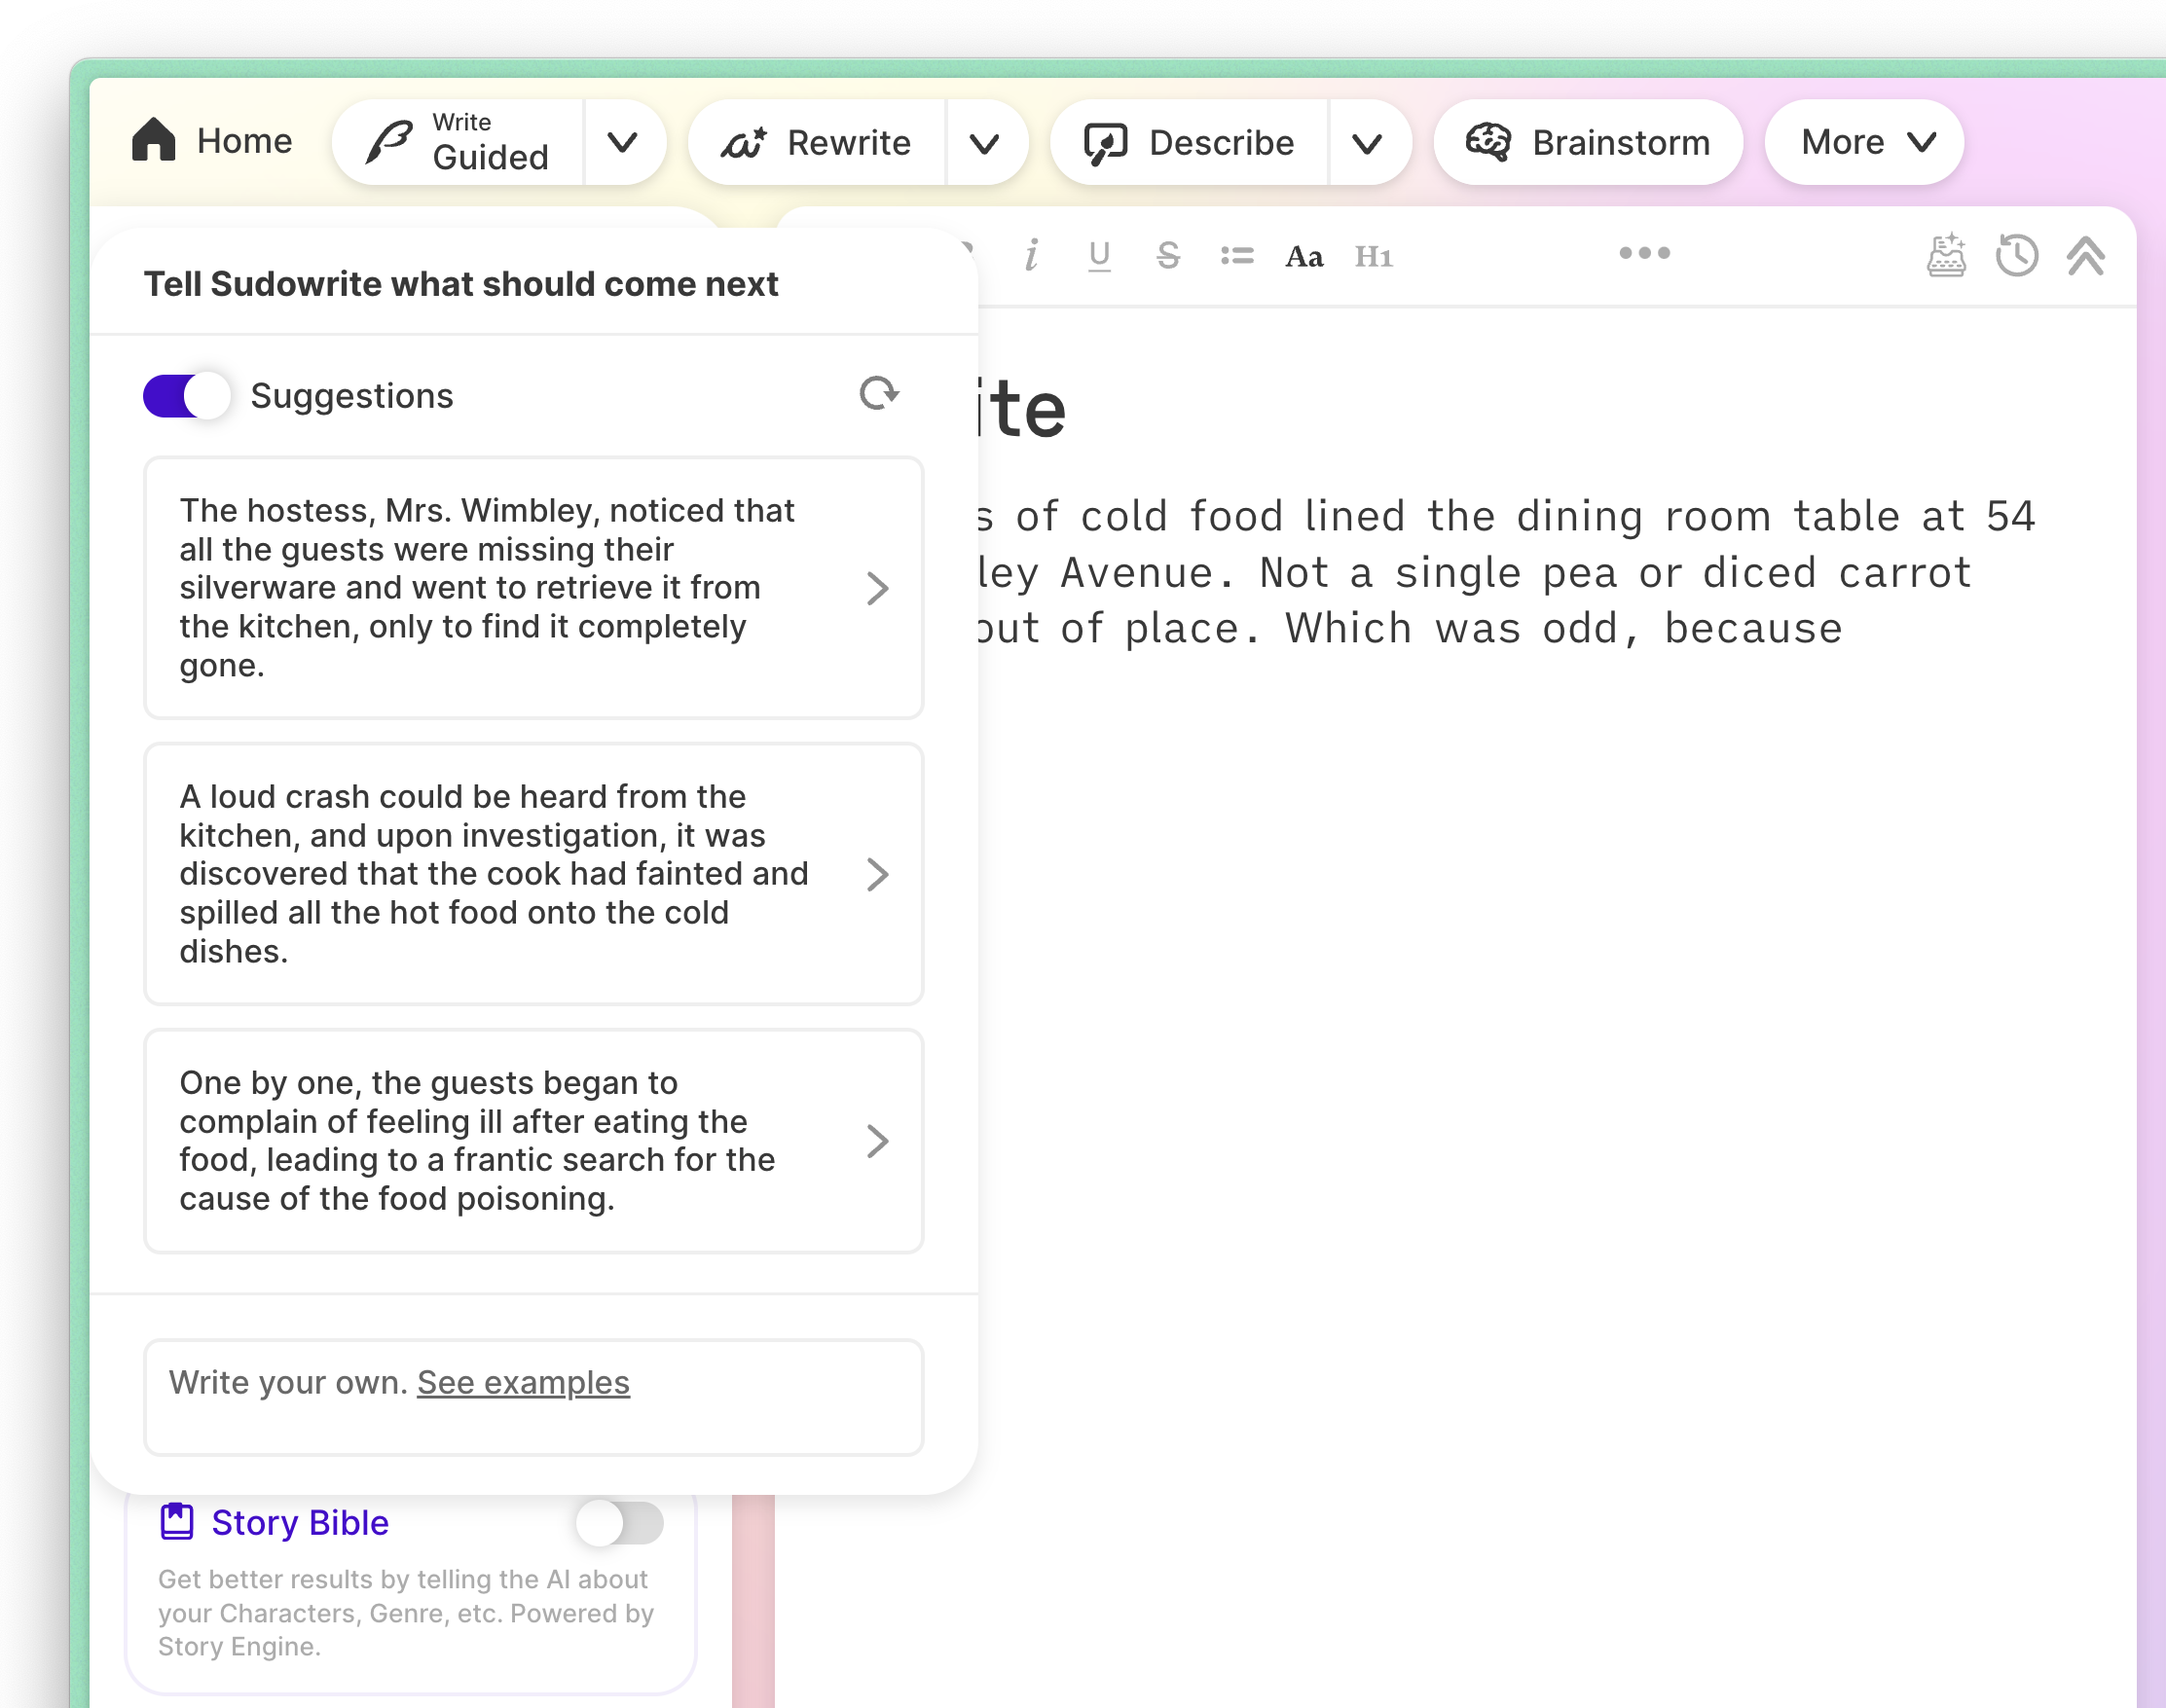 Home
Write
Guided
Rewrite
Describe
Brainstorm
More
i U S Aa H1
Tell Sudowrite what should come next
Suggestions
The hostess, Mrs. Wimbley, noticed that
all the guests were missing their
silverware and went to retrieve it from
the kitchen, only to find it completely
gone.
A loud crash could be heard from the
kitchen, and upon investigation, it was
discovered that the cook had fainted and
spilled all the hot food onto the cold
dishes.
One by one, the guests began to
complain of feeling ill after eating the
food, leading to a frantic search for the
cause of the food poisoning.
Write your own. See examples
Story Bible
Get better results by telling the AI about
your Characters, Genre, etc. Powered by
Story Engine.
ite
s of cold food lined the dining room table at 54
ley Avenue. Not a single pea or diced carrot
out of place. Which was odd, because